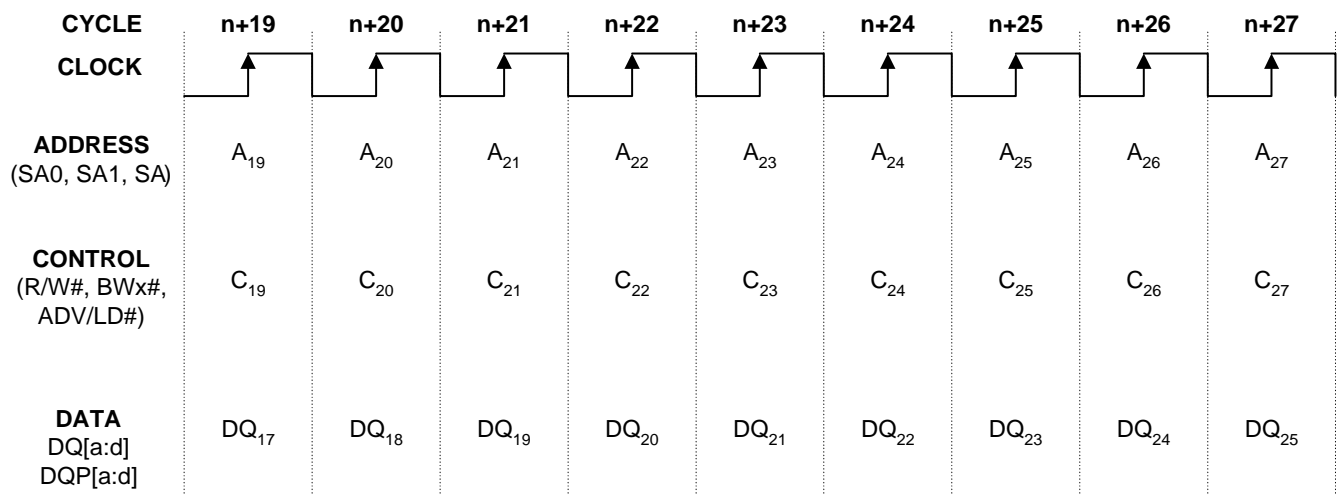 CYCLE n+19 n+20 n+21 n+22 n+23 n+24 n+25 n+26 n+27
CLOCK
ADDRESS
(SA0, SA1, SA)
A19 A20 A21 A22 A23 A24 A25 A26 A27
CONTROL
(R/W#, BWx#,
ADV/LD#)
C19 C20 C21 C22 C23 C24 C25 C26 C27
DATA
DQ[a:d]
DQP[a:d]
DQ17 DQ18 DQ19 DQ20 DQ21 DQ22 DQ23 DQ24 DQ25